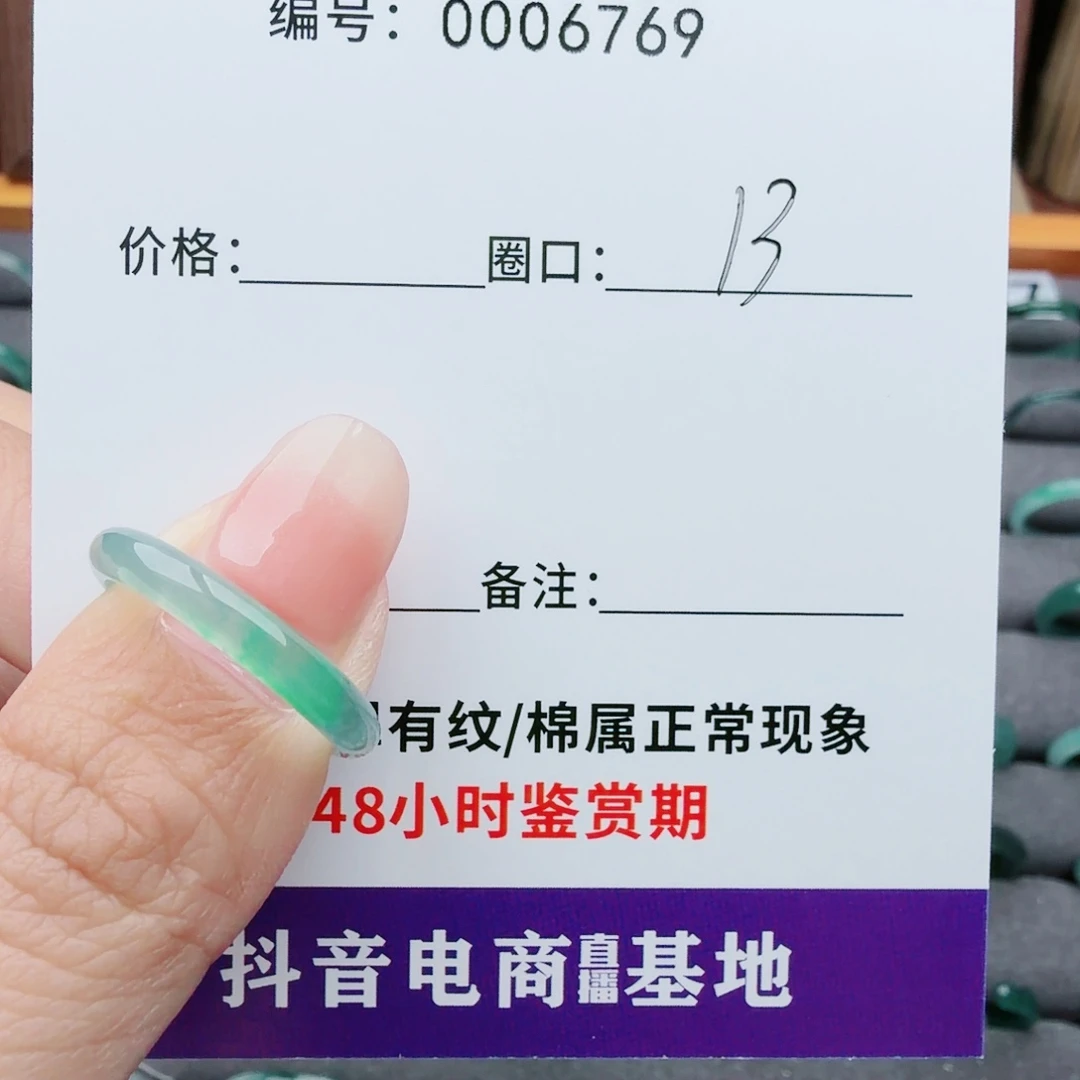 编号：0006769
价格：
圈口：13
备注：
有纹/棉属正常现象
48小时鉴赏期
抖音电商直播基地